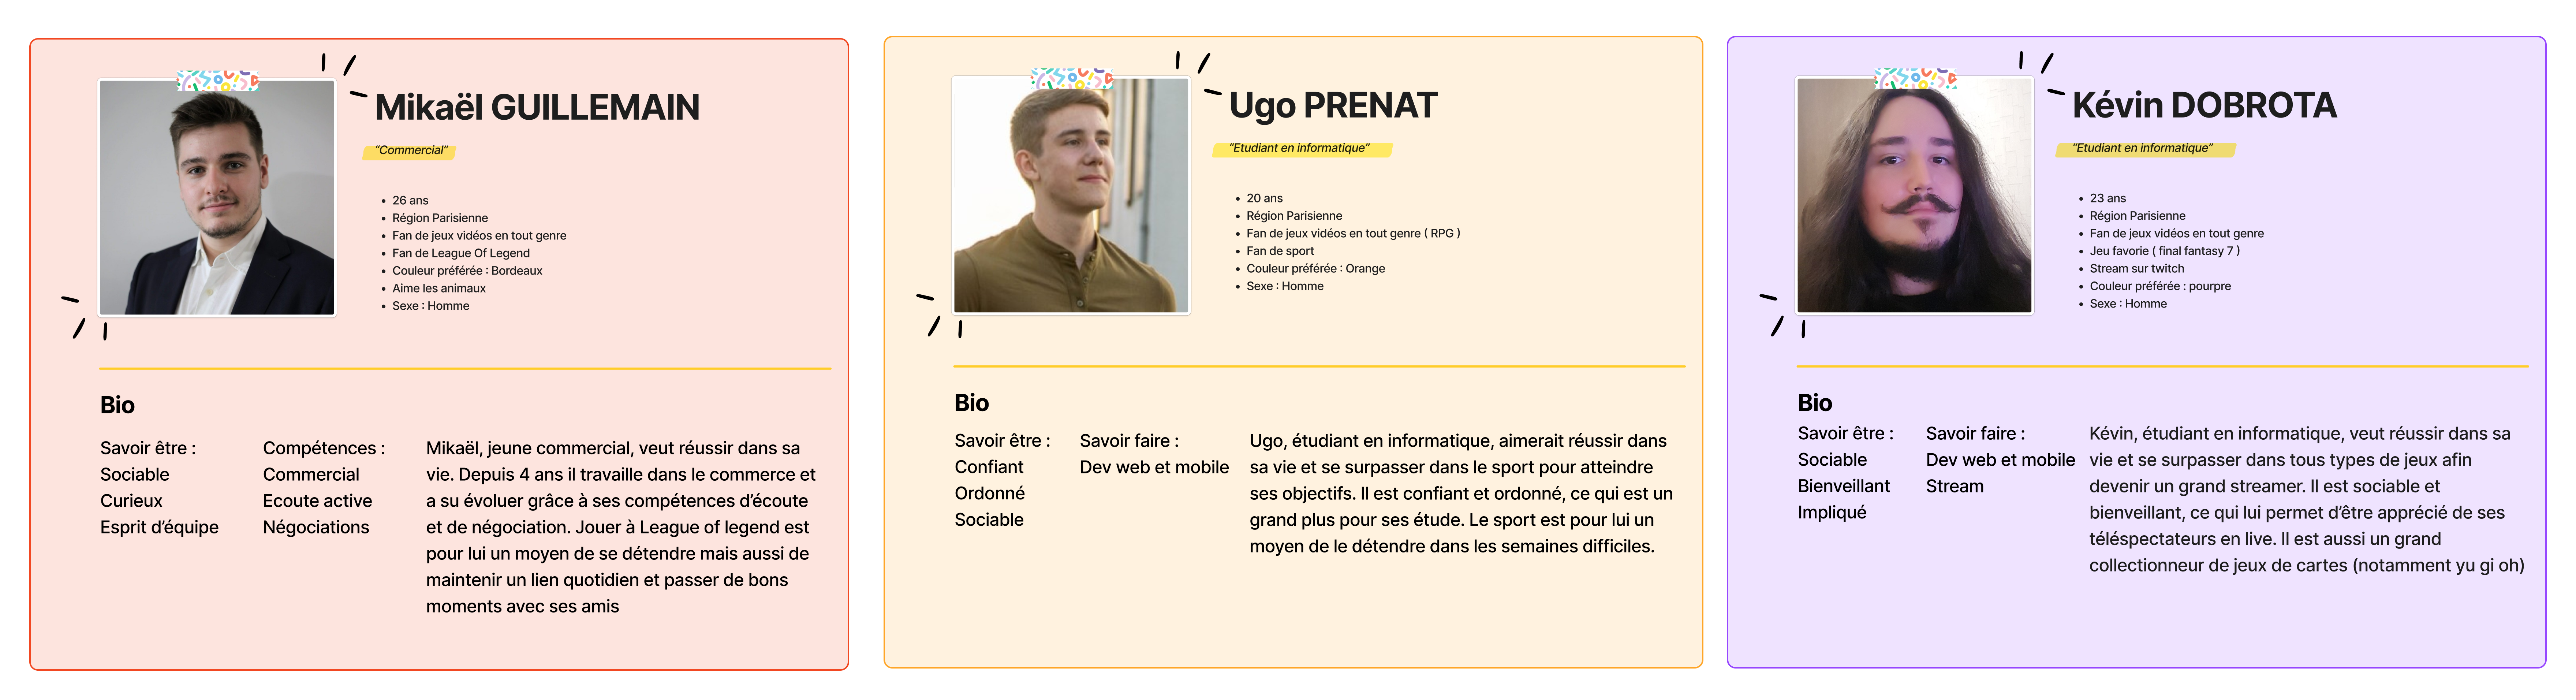 Mikaël GUILLEMAIN
“Commercial”
• 26 ans
• Région Parisienne
• Fan de jeux vidéos en tout genre
• Fan de League Of Legend
• Couleur préférée : Bordeaux
• Aime les animaux
• Sexe : Homme
Bio
Savoir être :
Sociable
Curieux
Esprit d’équipe
Compétences :
Commercial
Ecoute active
Négociations
Mikaël, jeune commercial, veut réussir dans sa
vie. Depuis 4 ans il travaille dans le commerce et
a su évoluer grâce à ses compétences d’écoute
et de négociation. Jouer à League of legend est
pour lui un moyen de se détendre mais aussi de
maintenir un lien quotidien et passer de bons
moments avec ses amis
Ugo PRENAT
“Etudiant en informatique”
• 20 ans
• Région Parisienne
• Fan de jeux vidéos en tout genre ( RPG )
• Fan de sport
• Couleur préférée : Orange
• Sexe : Homme
Bio
Savoir être :
Confiant
Ordonné
Sociable
Savoir faire :
Dev web et mobile
Ugo, étudiant en informatique, aimerait réussir dans
sa vie et se surpasser dans le sport pour atteindre
ses objectifs. Il est confiant et ordonné, ce qui est un
grand plus pour ses étude. Le sport est pour lui un
moyen de le détendre dans les semaines difficiles.
Kévin DOBROTA
“Etudiant en informatique”
• 23 ans
• Région Parisienne
• Fan de jeux vidéos en tout genre
• Jeu favorie ( final fantasy 7 )
• Stream sur twitch
• Couleur préférée : pourpre
• Sexe : Homme
Bio
Savoir être :
Sociable
Bienveillant
Impliqué
Savoir faire :
Dev web et mobile
Stream
Kévin, étudiant en informatique, veut réussir dans sa
vie et se surpasser dans tous types de jeux afin
devenir un grand streamer. Il est sociable et
bienveillant, ce qui lui permet d’être apprécié de ses
téléspectateurs en live. Il est aussi un grand
collectionneur de jeux de cartes (notamment yu gi oh)